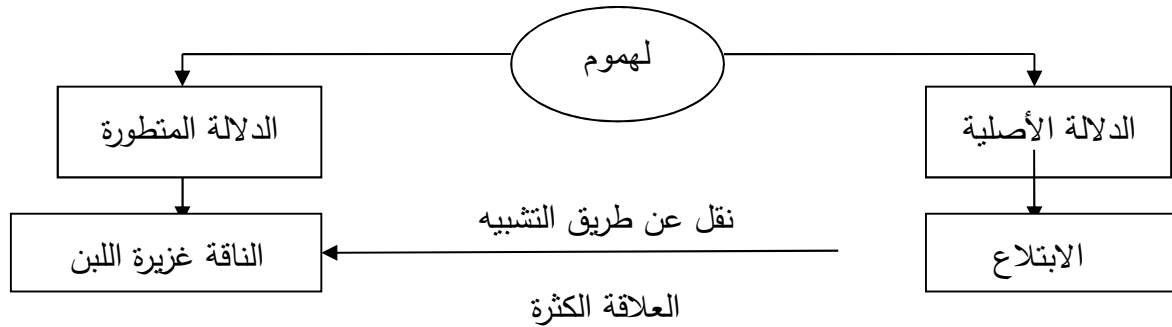 لهموم
الدلالة الأصلية
الدلالة المتطورة
نقل عن طريق التشبيه
الابتلاع
الناقة غزيرة اللبن
العلاقة الكثرة